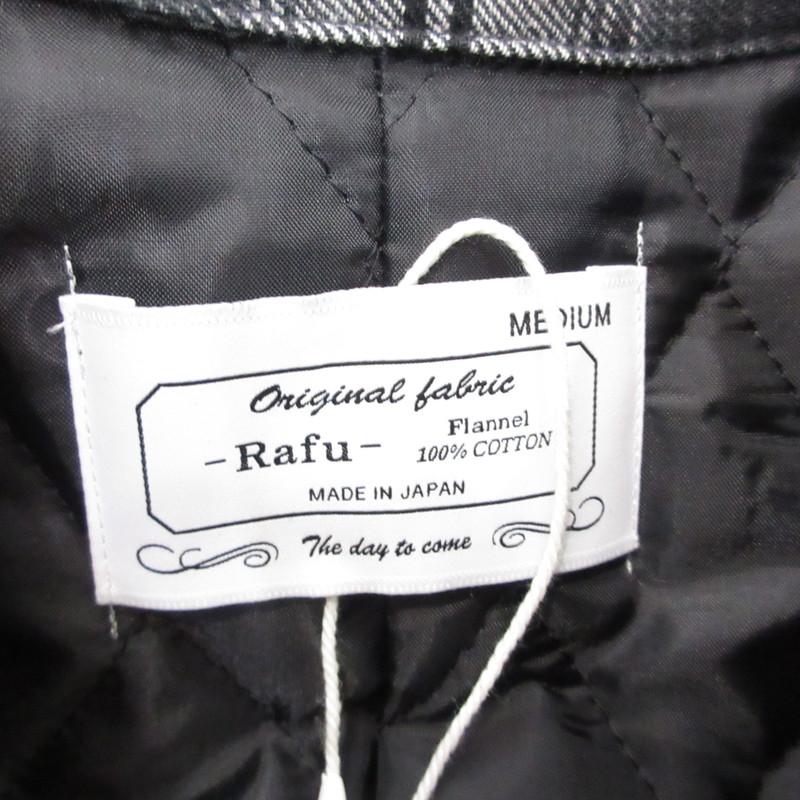 MEDIUM
Original fabric
-Rafu-
Flannel
100% COTTON
MADE IN JAPAN
The day to come